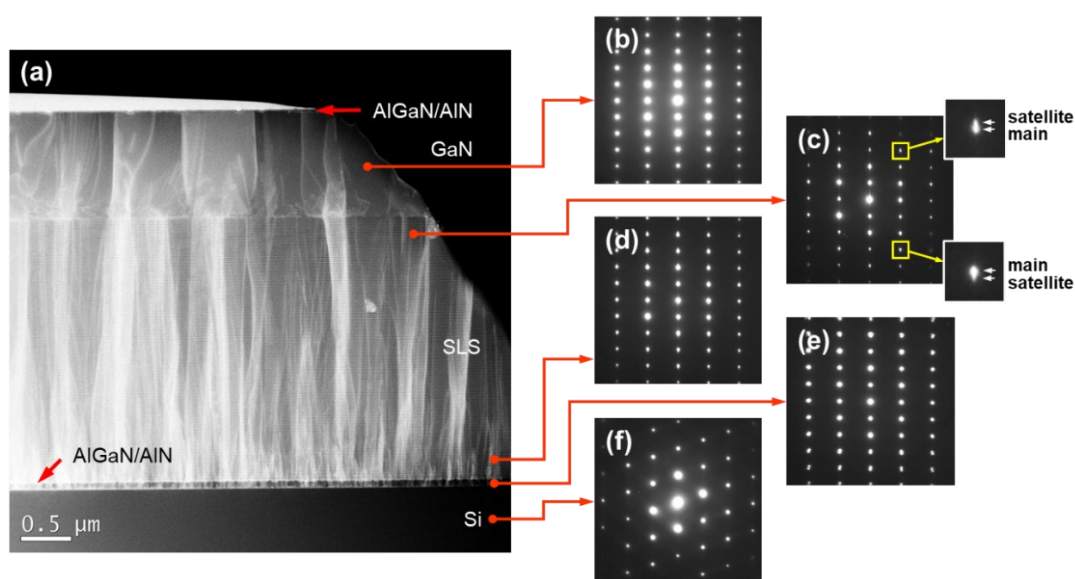 (a)
AlGaN/AlN
GaN
SLS
AlGaN/AlN
Si
0.5 μm
(b)
(c)
satellite
main
main
satellite
(d)
(e)
(f)